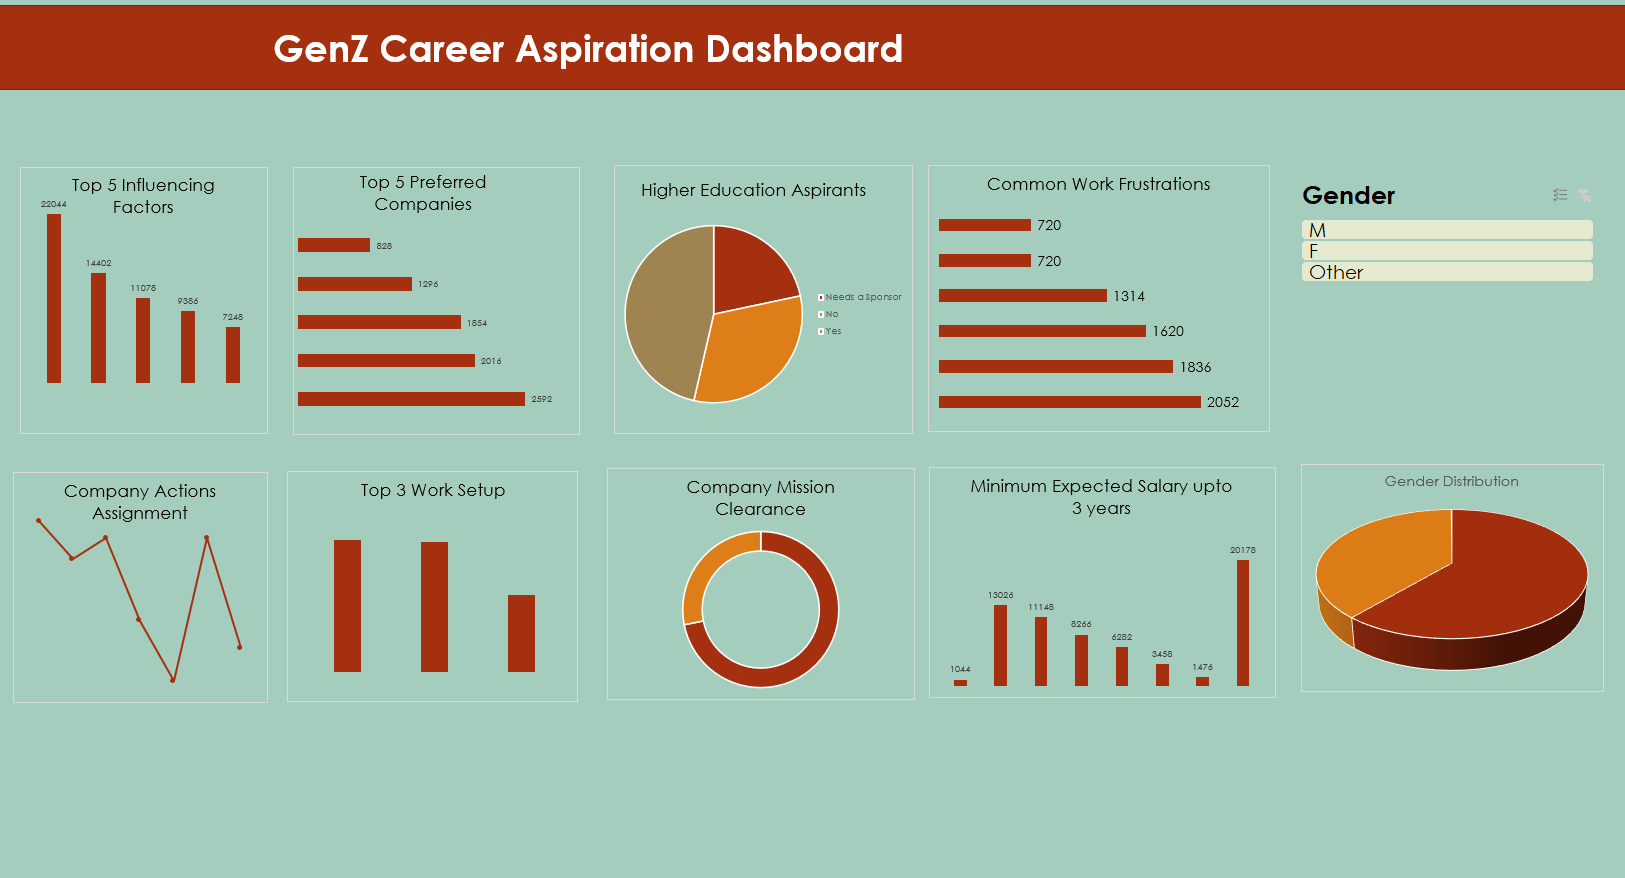 GenZ Career Aspiration Dashboard
Top 5 Influencing
Factors
22044
14402
11078
9386
7248
Top 5 Preferred
Companies
828
1296
1854
2016
2592
Higher Education Aspirants
Needs a Sponsor
No
Yes
Common Work Frustrations
720
720
1314
1620
1836
2052
Gender
M
F
Other
Company Actions
Assignment
Top 3 Work Setup
Company Mission
Clearance
Minimum Expected Salary upto
3 years
1044
13026
11148
8266
6282
3458
1476
20178
Gender Distribution